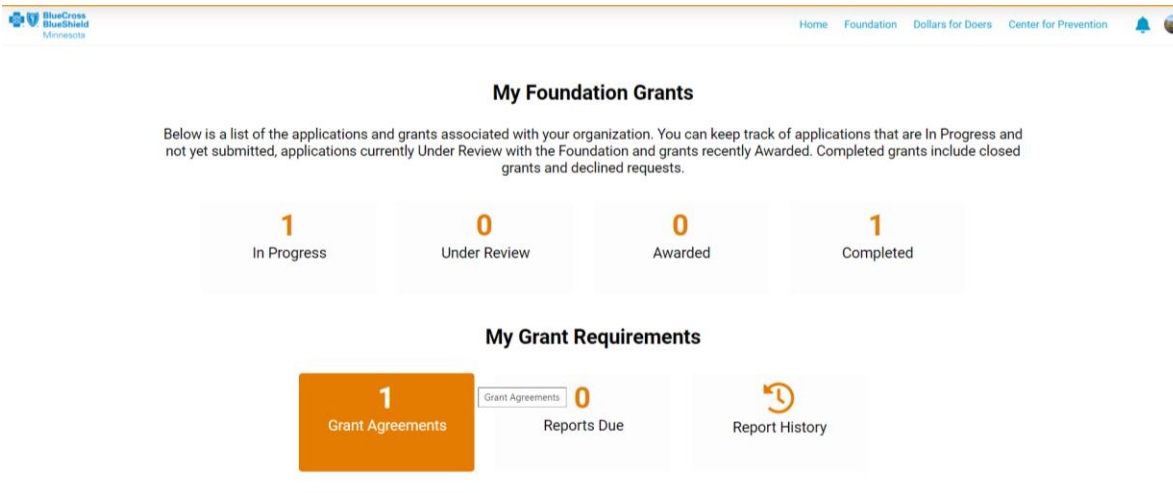 BlueCross
BlueShield
Minnesota
Home Foundation Dollars for Doers Center for Prevention
My Foundation Grants
Below is a list of the applications and grants associated with your organization. You can keep track of applications that are In Progress and
not yet submitted, applications currently Under Review with the Foundation and grants recently Awarded. Completed grants include closed
grants and declined requests.
1
In Progress
0
Under Review
0
Awarded
1
Completed
My Grant Requirements
1
Grant Agreements
Grant Agreements
0
Reports Due
Report History